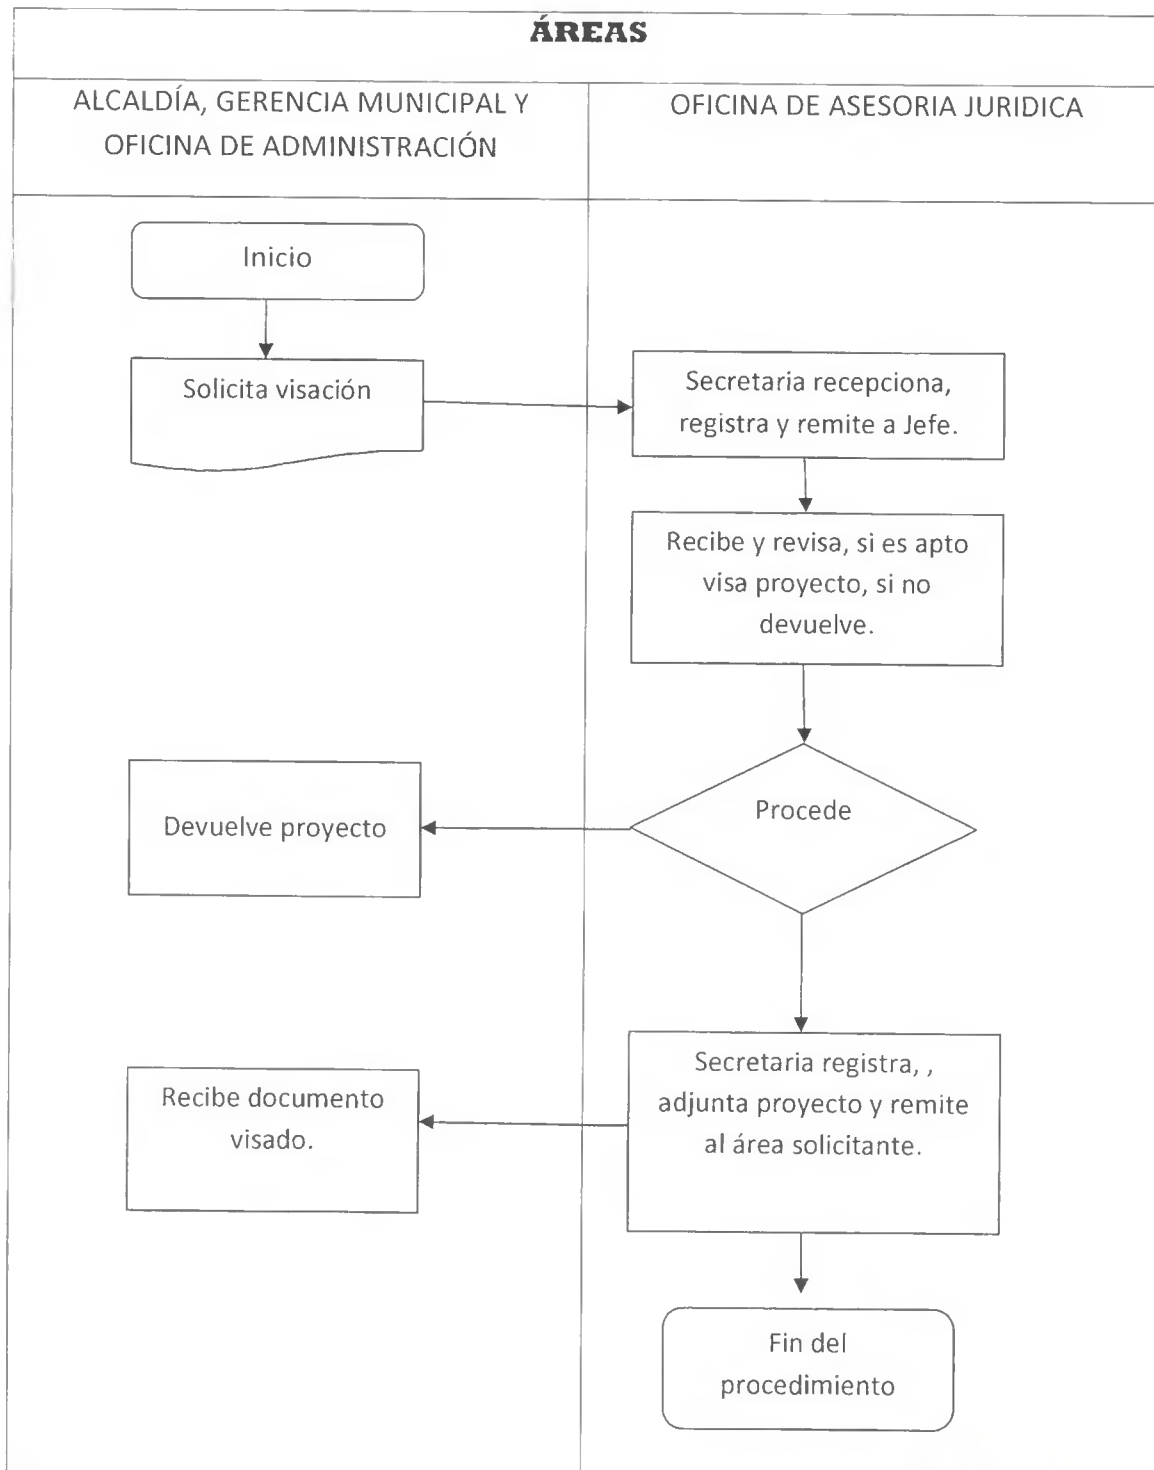 ÁREAS
ALCALDÍA, GERENCIA MUNICIPAL Y
OFICINA DE ADMINISTRACIÓN
OFICINA DE ASESORIA JURIDICA
Inicio
Solicita visación
Secretaria recepciona,
registra y remite a Jefe.
Recibe y revisa, si es apto
visa proyecto, si no
devuelve.
Procede
Devuelve proyecto
Secretaria registra, ,
adjunta proyecto y remite
al área solicitante.
Recibe documento
visado.
Fin del
procedimiento